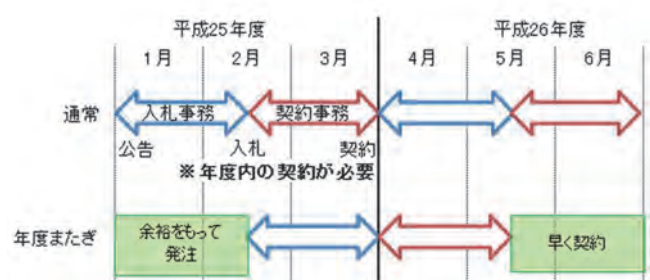 平成25年度 平成26年度
1月 2月 3月 4月 5月 6月
通常 入札事務 契約事務
公告 入札 契約
※年度内の契約が必要
年度またぎ 余裕をもって 早く契約
発注